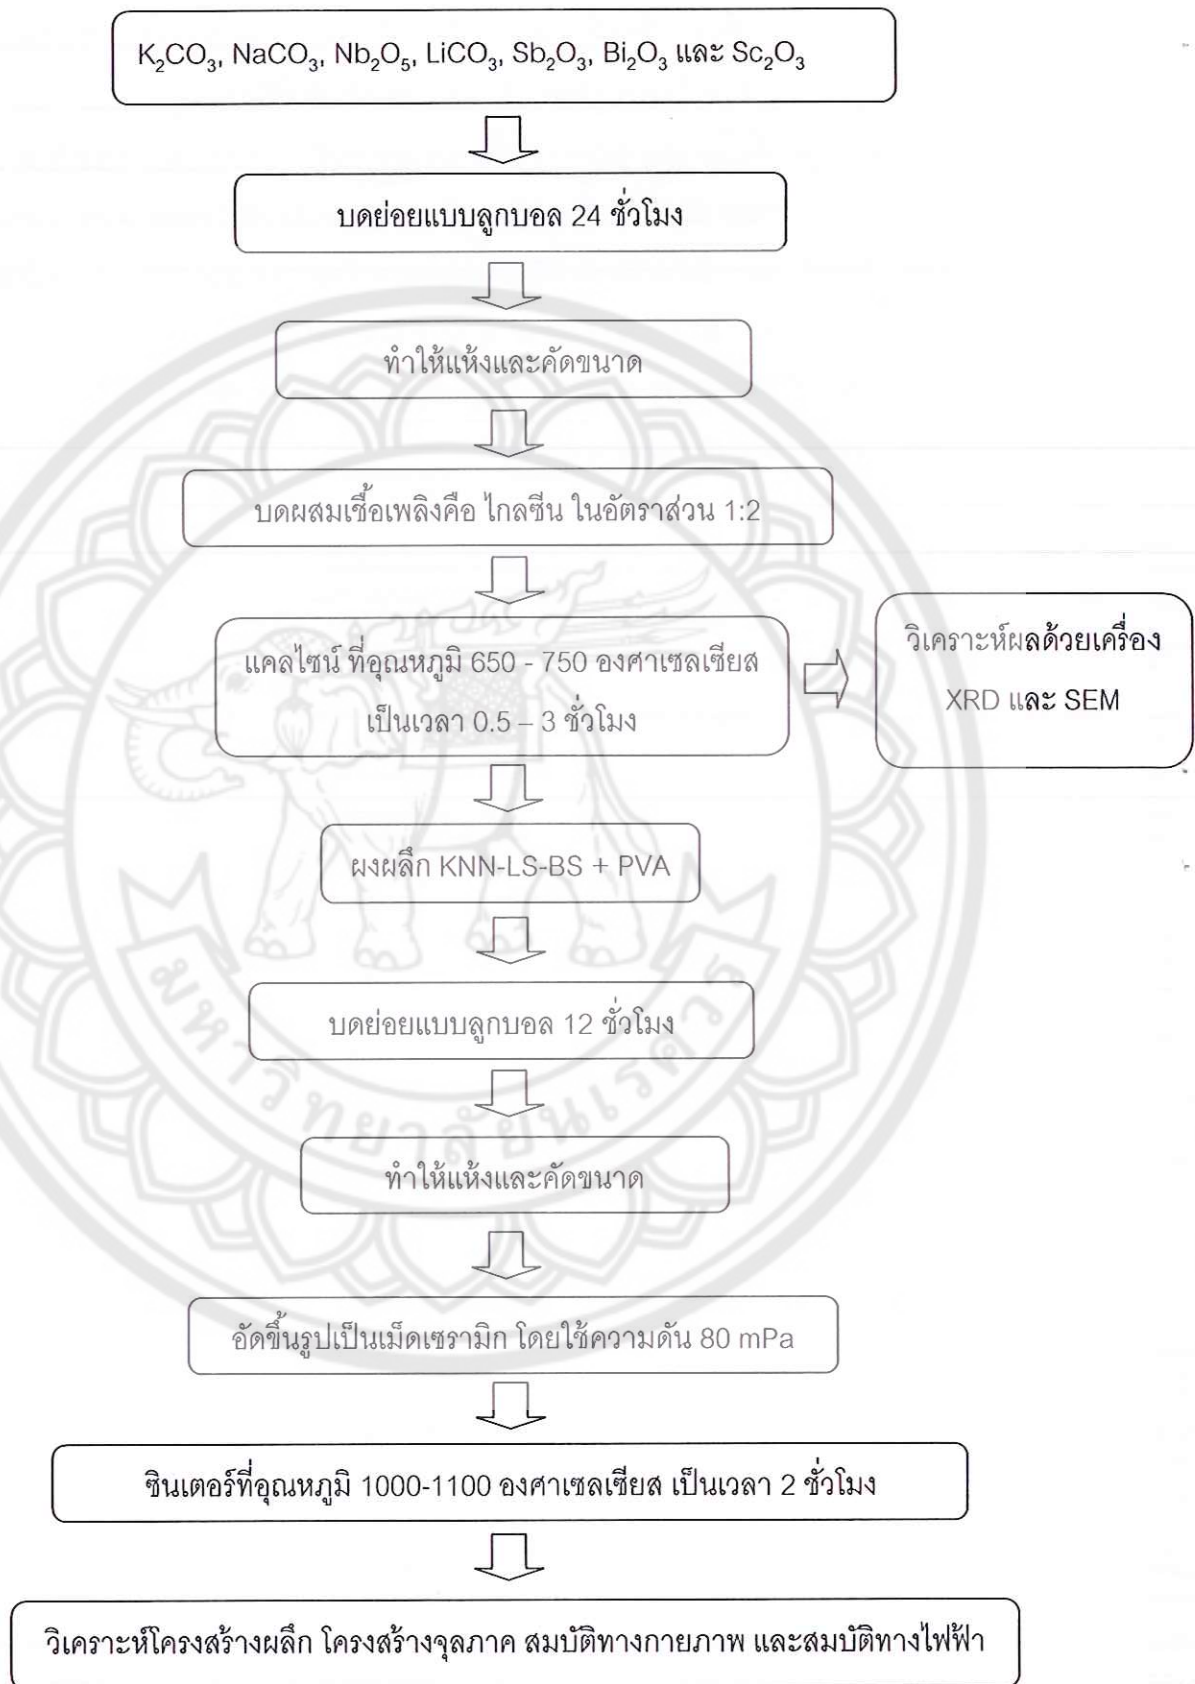 K₂CO₃, NaCO₃, Nb₂O₅, LiCO₃, Sb₂O₃, Bi₂O₃ และ Sc₂O₃
บดย่อยแบบลูกบอล 24 ชั่วโมง
ทำให้แห้งและคัดขนาด
บดผสมเชื้อเพลิงคือ ไกลซีน ในอัตราส่วน 1:2
แคลไซน์ ที่อุณหภูมิ 650 - 750 องศาเซลเซียส
เป็นเวลา 0.5 – 3 ชั่วโมง
วิเคราะห์ผลด้วยเครื่อง
XRD และ SEM
ผงผลึก KNN-LS-BS + PVA
บดย่อยแบบลูกบอล 12 ชั่วโมง
ทำให้แห้งและคัดขนาด
อัดขึ้นรูปเป็นเม็ดเซรามิก โดยใช้ความดัน 80 mPa
ซินเตอร์ที่อุณหภูมิ 1000-1100 องศาเซลเซียส เป็นเวลา 2 ชั่วโมง
วิเคราะห์โครงสร้างผลึก โครงสร้างจุลภาค สมบัติทางกายภาพ และสมบัติทางไฟฟ้า
มหาวิทยาลัยนเรศวร